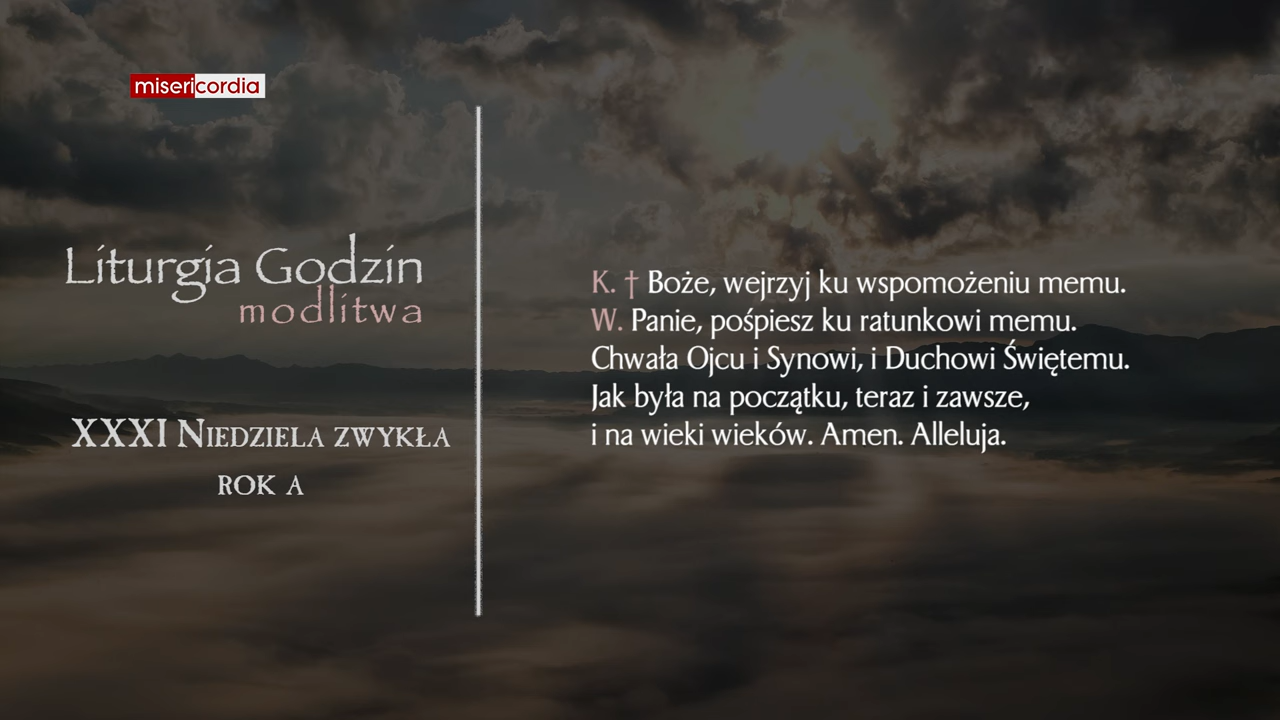 misericordia
Liturgia Godzin
modlitwa
XXXI Niedziela zwykła
rok A
K. † Boże, wejrzyj ku wspomożeniu memu.
W. Panie, pośpiesz ku ratunkowi memu.
Chwała Ojcu i Synowi, i Duchowi Świętemu.
Jak była na początku, teraz i zawsze,
i na wieki wieków. Amen. Alleluja.